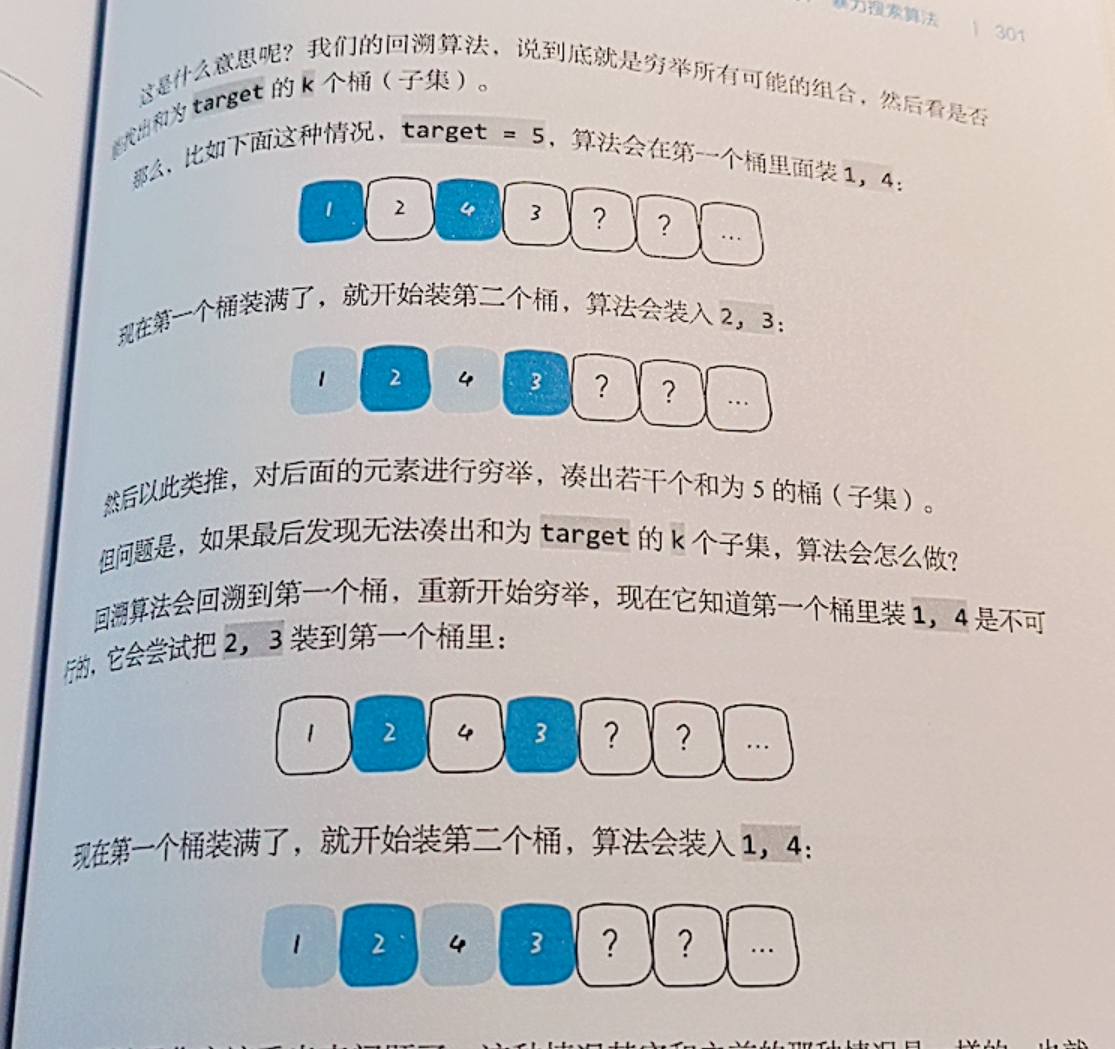 暴力搜索算法 | 301
这是什么意思呢？我们的回溯算法，说到底就是穷举所有可能的组合，然后看是否
能找出和为 target 的 k 个桶（子集）。
那么，比如下面这种情况，target = 5，算法会在第一个桶里面装 1, 4：
1 2 4 3 ? ? ...
现在第一个桶装满了，就开始装第二个桶，算法会装入 2, 3：
1 2 4 3 ? ? ...
然后以此类推，对后面的元素进行穷举，凑出若干个和为 5 的桶（子集）。
但问题是，如果最后发现无法凑出和为 target 的 k 个子集，算法会怎么做？
回溯算法会回溯到第一个桶，重新开始穷举，现在它知道第一个桶里装 1, 4 是不可
行的，它会尝试把 2, 3 装到第一个桶里：
1 2 4 3 ? ? ...
现在第一个桶装满了，就开始装第二个桶，算法会装入 1, 4：
1 2 4 3 ? ? ...